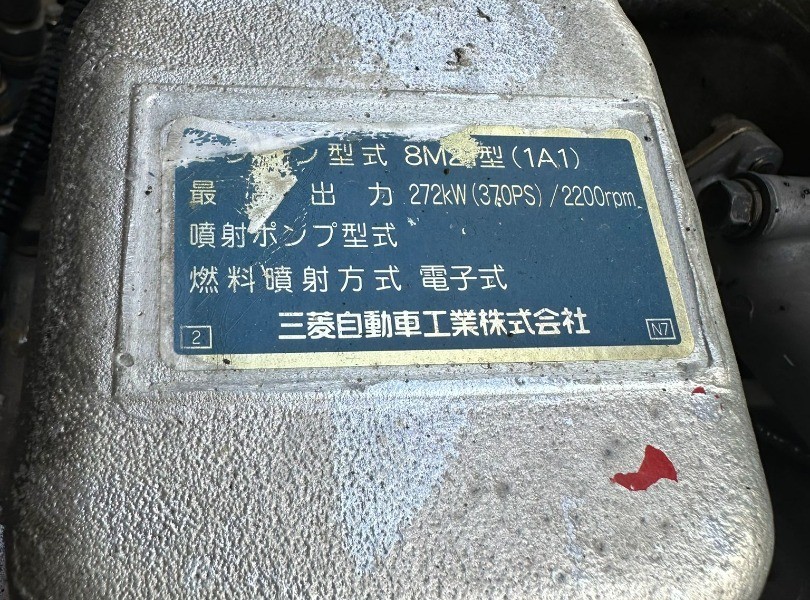 ン型式 8M2 型(1A1)
最 出力 272kW(370PS)/2200rpm
噴射ポンプ型式
燃料噴射方式 電子式
2 三菱自動車工業株式会社 N7